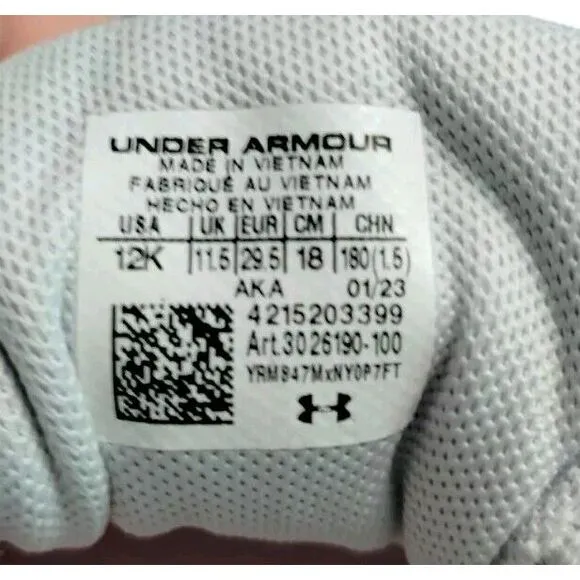 UNDER ARMOUR
MADE IN VIETNAM
FABRIQUÉ AU VIETNAM
HECHO EN VIETNAM
USA UK EUR CM CHN
12K 11.5 29.5 18 180(1.5)
AKA 01/23
4215203399
Art.3026190-100
YRM847MxNY0P7FT